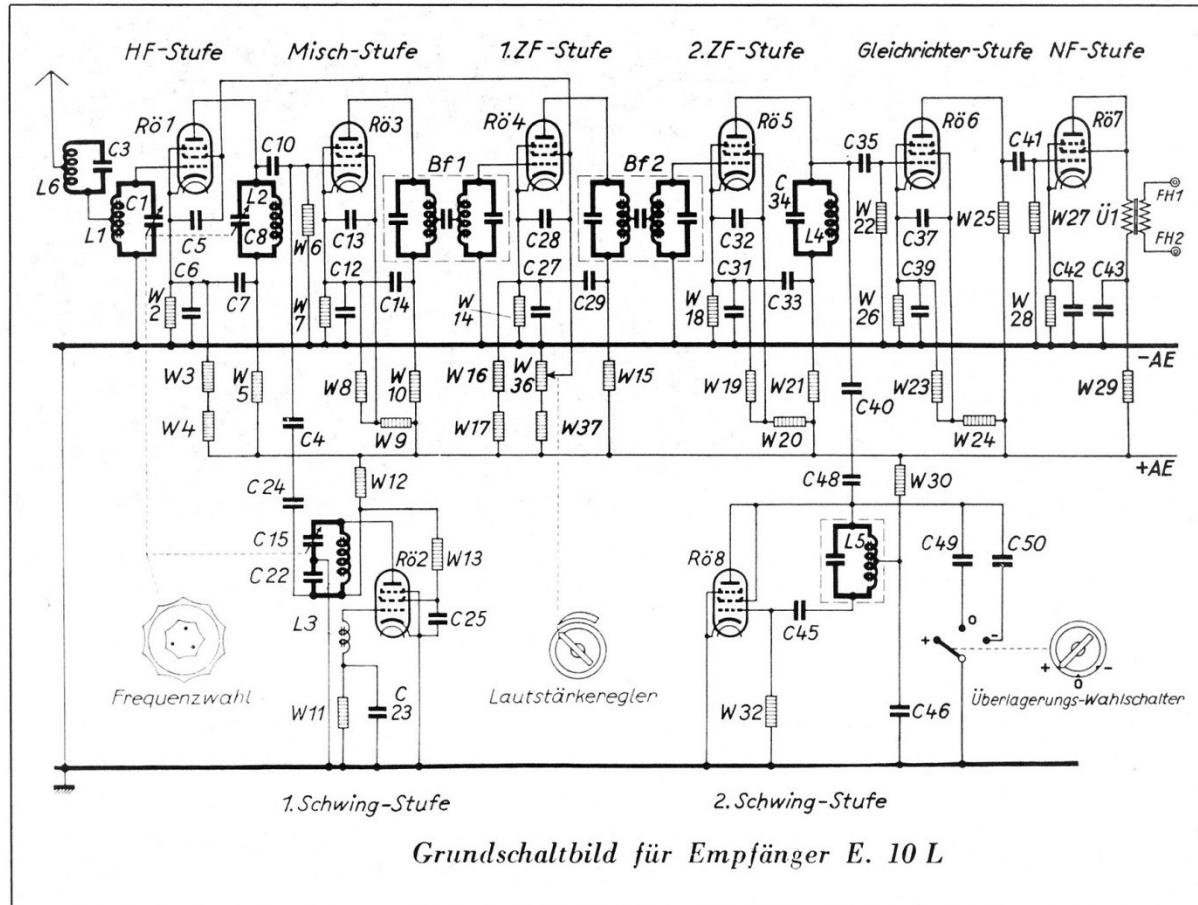 HF-Stufe Misch-Stufe 1.ZF-Stufe 2.ZF-Stufe Gleichrichter-Stufe NF-Stufe
Rö1 Rö3 Rö4 Rö5 Rö6 Rö7
C3 C10 C35 C41
L6 C1 L2 Bf1 Bf2 C34
L1 C8 W22 W25 W27 Ü1 FH1
C5 W6 C13 C28 C32 L4 C37 FH2
C6 C12 C27 C31 C39 C42 C43
W2 C7 W7 C14 W14 C29 W18 C33 W26 W28
-AE
W3 W5 W8 W10 W16 W36 W15 W19 W21 W23 W29
W4 C4 W9 W17 W37 W20 C40 W24
+AE
W12 C48 W30
C24
C15 Rö2 W13 Rö8 L5 C49 C50
C22
L3 C25 C45 + O -
W11 C23 W32 C46 + O -
Frequenzwahl Lautstärkeregler Überlagerungs-Wahlschalter
1.Schwing-Stufe 2.Schwing-Stufe
Grundschaltbild für Empfänger E. 10 L